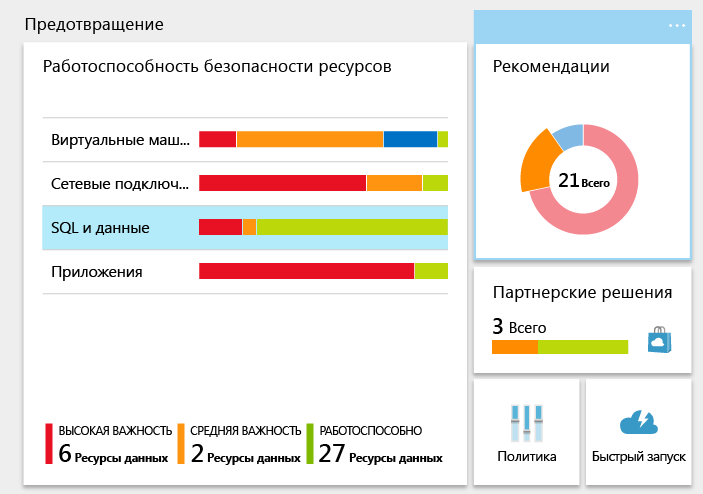 Предотвращение
...
Работоспособность безопасности ресурсов
Виртуальные маш...
Сетевые подключ...
SQL и данные
Приложения
ВЫСОКАЯ ВАЖНОСТЬ
6 Ресурсы данных
СРЕДНЯЯ ВАЖНОСТЬ
2 Ресурсы данных
РАБОТОСПОСОБНО
27 Ресурсы данных
Рекомендации
21 Всего
Партнерские решения
3 Всего
Политика
Быстрый запуск